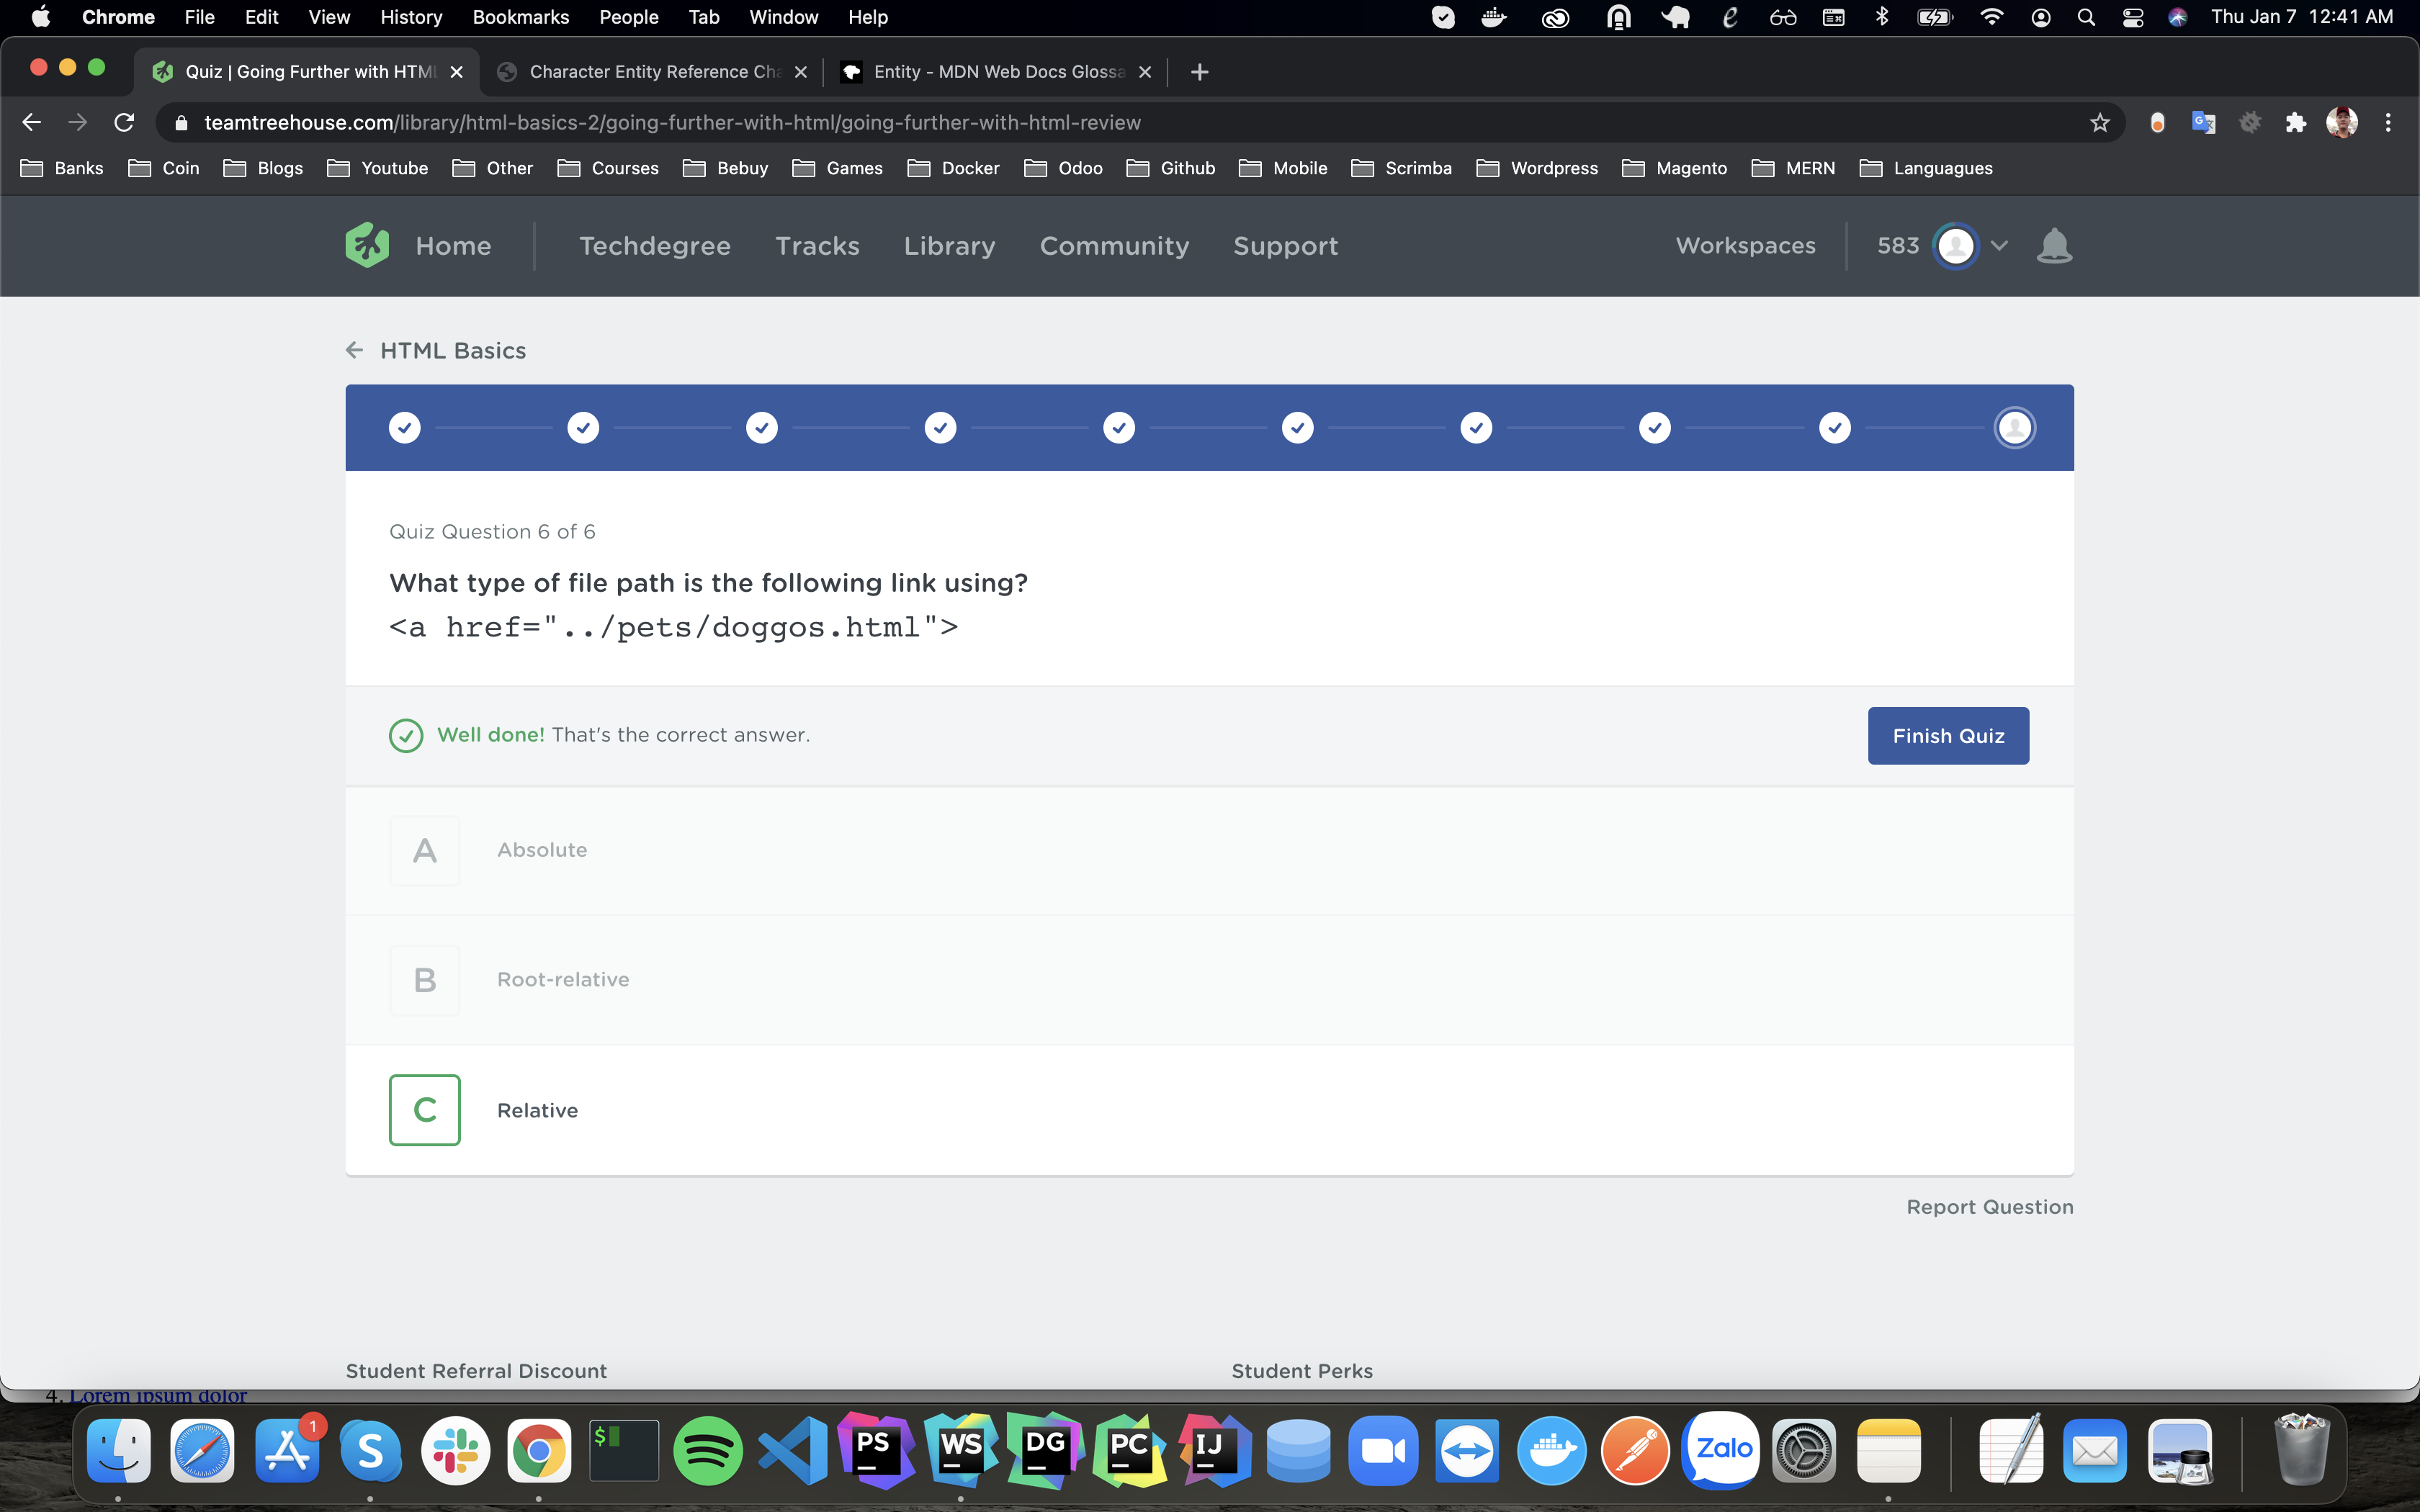 Chrome File Edit View History Bookmarks People Tab Window Help Thu Jan 7 12:41 AM
Quiz | Going Further with HTML Character Entity Reference Cha Entity - MDN Web Docs Glossa
teamtreehouse.com/library/html-basics-2/going-further-with-html/going-further-with-html-review
Banks Coin Blogs Youtube Other Courses Bebuy Games Docker Odoo Github Mobile Scrimba Wordpress Magento MERN Languagues
Home Techdegree Tracks Library Community Support Workspaces 583
HTML Basics
Quiz Question 6 of 6
What type of file path is the following link using?
<a href="../pets/doggos.html">
Well done! That's the correct answer. Finish Quiz
A Absolute
B Root-relative
C Relative
Report Question
Student Referral Discount Student Perks
4. Lorem ipsum dolor
1
S $ PS WS DG PC IJ Zalo